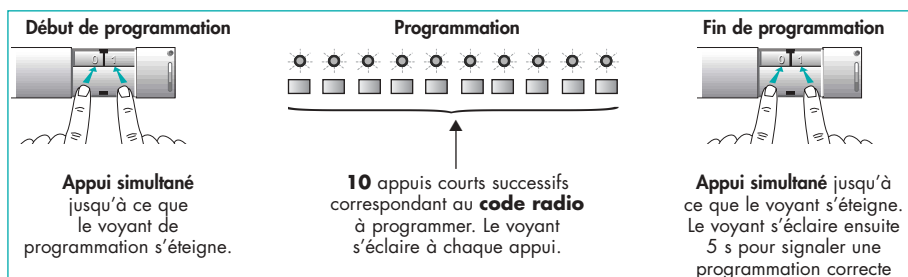 Début de programmation
0 1
Appui simultané
jusqu'à ce que
le voyant de
programmation s'éteigne.
Programmation
10 appuis courts successifs
correspondant au code radio
à programmer. Le voyant
s'éclaire à chaque appui.
Fin de programmation
0 1
Appui simultané jusqu'à
ce que le voyant s'éteigne.
Le voyant s'éclaire ensuite
5 s pour signaler une
programmation correcte